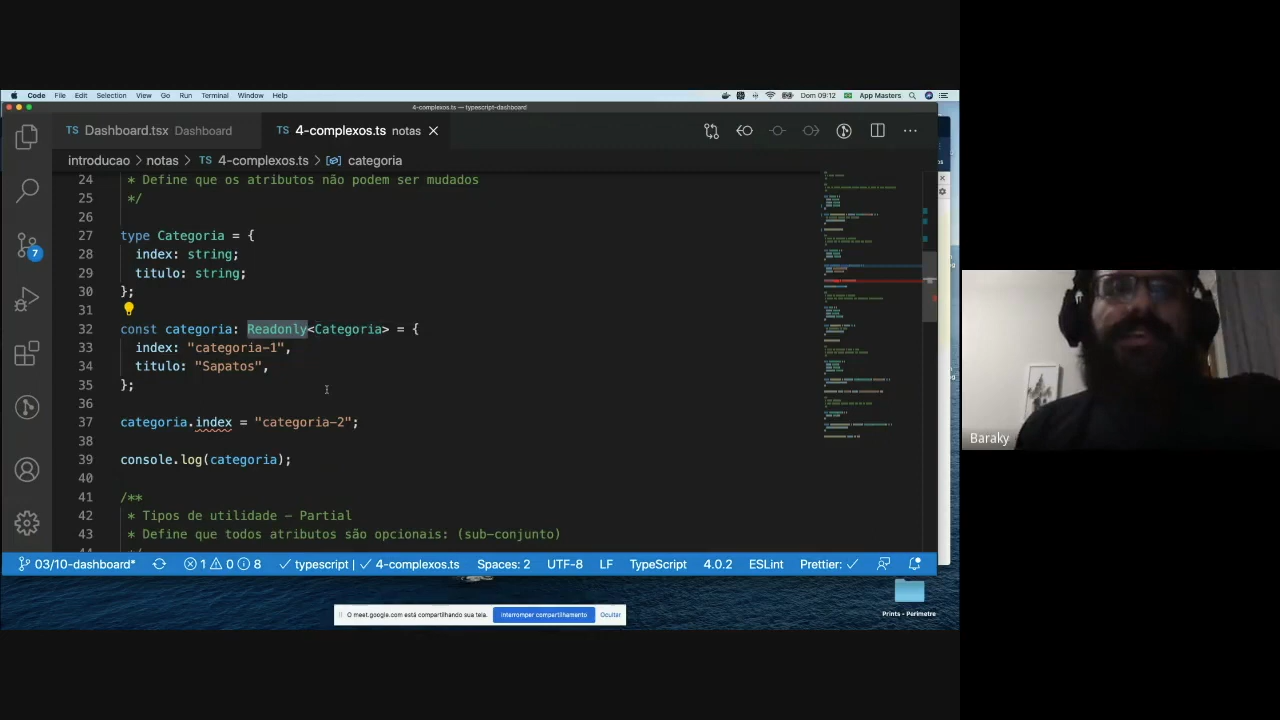 Code File Edit Selection View Go Run Terminal Window Help
Dom 09:12 App Masters
4-complexos.ts — typescript-dashboard
TS Dashboard.tsx Dashboard
TS 4-complexos.ts notas
introducao > notas > TS 4-complexos.ts > categoria
24 * Define que os atributos não podem ser mudados
25 */
26
27 type Categoria = {
28 index: string;
29 titulo: string;
30 };
31
32 const categoria: Readonly<Categoria> = {
33 index: "categoria-1",
34 titulo: "Sapatos",
35 };
36
37 categoria.index = "categoria-2";
38
39 console.log(categoria);
40
41 /**
42 * Tipos de utilidade – Partial
43 * Define que todos atributos são opcionais: (sub-conjunto)
7
03/10-dashboard* 1 0 8 typescript | 4-complexos.ts Spaces: 2 UTF-8 LF TypeScript 4.0.2 ESLint Prettier:
Prints - Perimetre
O meet.google.com está compartilhando sua tela. Interromper compartilhamento Ocultar
Baraky